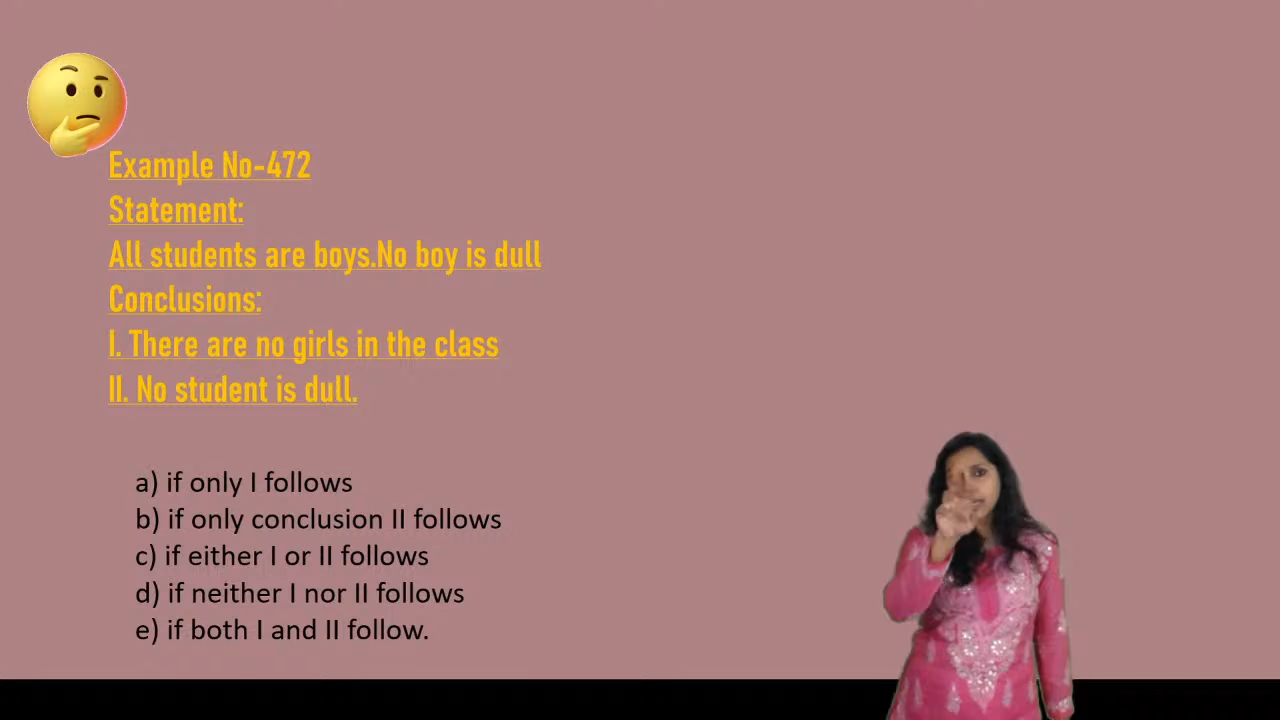 Example No-472
Statement:
All students are boys.No boy is dull
Conclusions:
I. There are no girls in the class
II. No student is dull.
a) if only I follows
b) if only conclusion II follows
c) if either I or II follows
d) if neither I nor II follows
e) if both I and II follow.